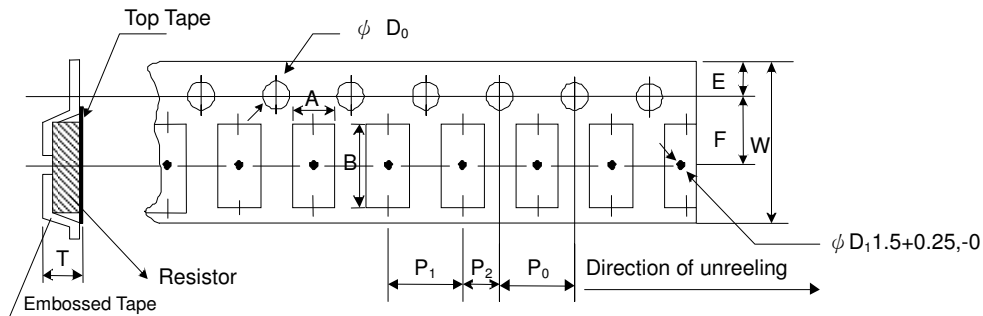 Top Tape
φ D₀
A
E
B
F
W
T
φ D₁ 1.5+0.25,-0
P₁
P₂
P₀
Direction of unreeling
Resistor
Embossed Tape